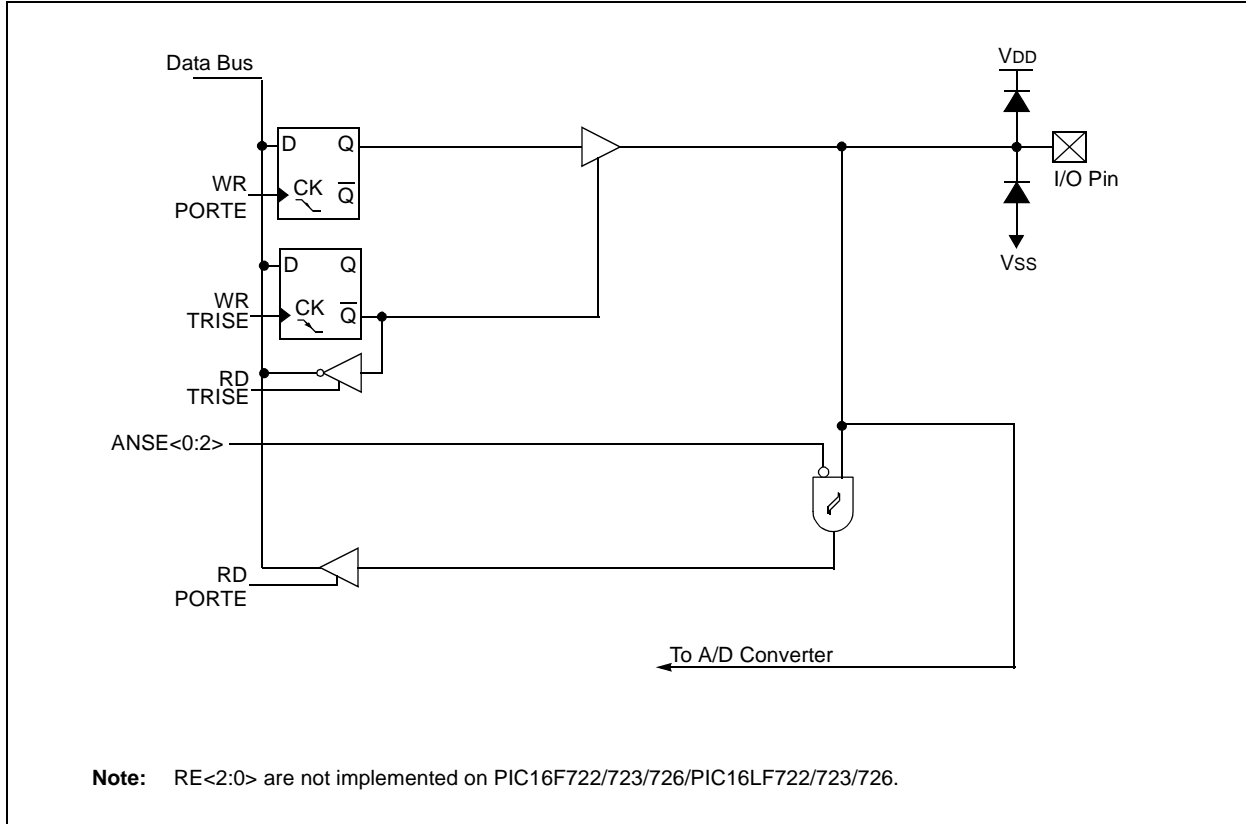 Data Bus
VDD
D Q
WR
PORTE
CK Q
I/O Pin
D Q
VSS
WR
TRISE
CK Q
RD
TRISE
ANSE<0:2>
RD
PORTE
To A/D Converter
Note: RE<2:0> are not implemented on PIC16F722/723/726/PIC16LF722/723/726.